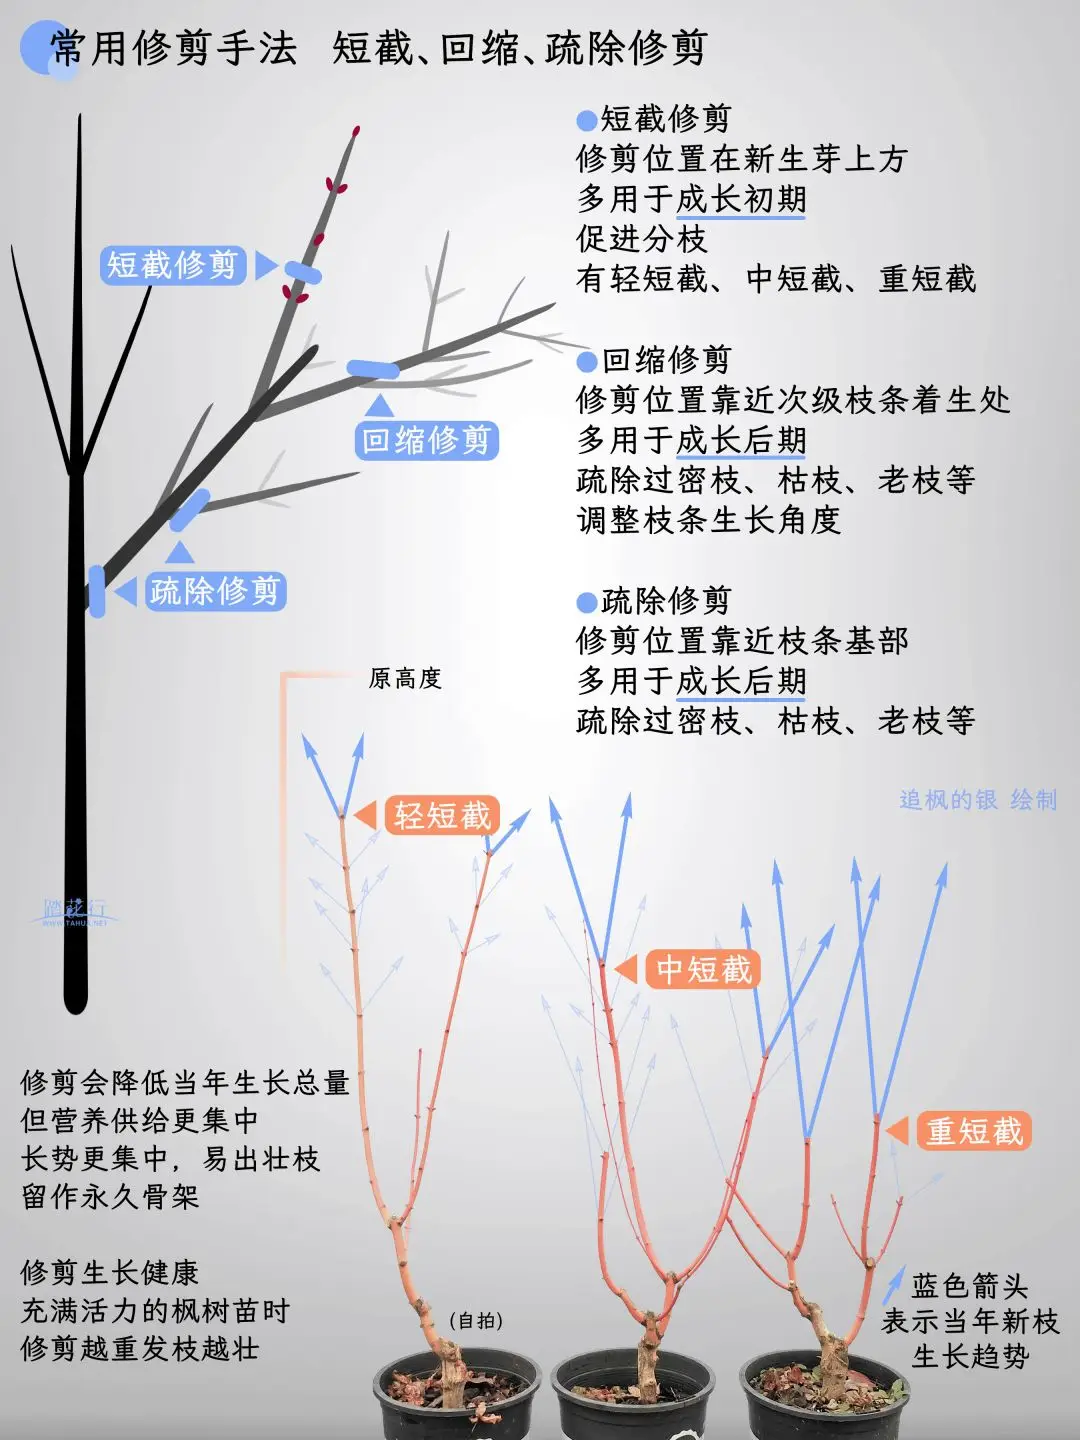 常用修剪手法 短截、回缩、疏除修剪
●短截修剪
修剪位置在新生芽上方
多用于成长初期
促进分枝
有轻短截、中短截、重短截
●回缩修剪
修剪位置靠近次级枝条着生处
多用于成长后期
疏除过密枝、枯枝、老枝等
调整枝条生长角度
●疏除修剪
修剪位置靠近枝条基部
多用于成长后期
疏除过密枝、枯枝、老枝等
短截修剪
回缩修剪
疏除修剪
原高度
追枫的银 绘制
轻短截
中短截
重短截
踏花行
WWW.TAHUA.NET
修剪会降低当年生长总量
但营养供给更集中
长势更集中，易出壮枝
留作永久骨架
修剪生长健康
充满活力的枫树苗时
修剪越重发枝越壮
(自拍)
蓝色箭头
表示当年新枝
生长趋势